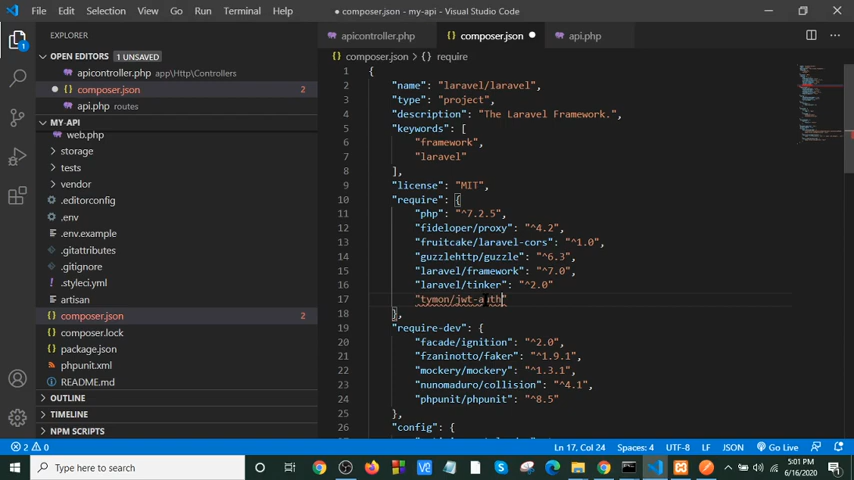 File Edit Selection View Go Run Terminal Help
● composer.json - my-api - Visual Studio Code
EXPLORER
OPEN EDITORS 1 UNSAVED
apicontroller.php app\Http\Controllers
composer.json 2
api.php routes
MY-API
web.php
storage
tests
vendor
.editorconfig
.env
.env.example
.gitattributes
.gitignore
.styleci.yml
artisan
composer.json 2
composer.lock
package.json
phpunit.xml
README.md
OUTLINE
TIMELINE
NPM SCRIPTS
apicontroller.php composer.json api.php
composer.json > {} require
1 {
2 "name": "laravel/laravel",
3 "type": "project",
4 "description": "The Laravel Framework.",
5 "keywords": [
6 "framework",
7 "laravel"
8 ],
9 "license": "MIT",
10 "require": {
11 "php": "^7.2.5",
12 "fideloper/proxy": "^4.2",
13 "fruitcake/laravel-cors": "^1.0",
14 "guzzlehttp/guzzle": "^6.3",
15 "laravel/framework": "^7.0",
16 "laravel/tinker": "^2.0"
17 "tymon/jwt-auth"
18 },
19 "require-dev": {
20 "facade/ignition": "^2.0",
21 "fzaninotto/faker": "^1.9.1",
22 "mockery/mockery": "^1.3.1",
23 "nunomaduro/collision": "^4.1",
24 "phpunit/phpunit": "^8.5"
25 },
26 "config": {
2 0 Ln 17, Col 24 Spaces: 4 UTF-8 LF JSON Go Live
Type here to search
5:01 PM
6/16/2020